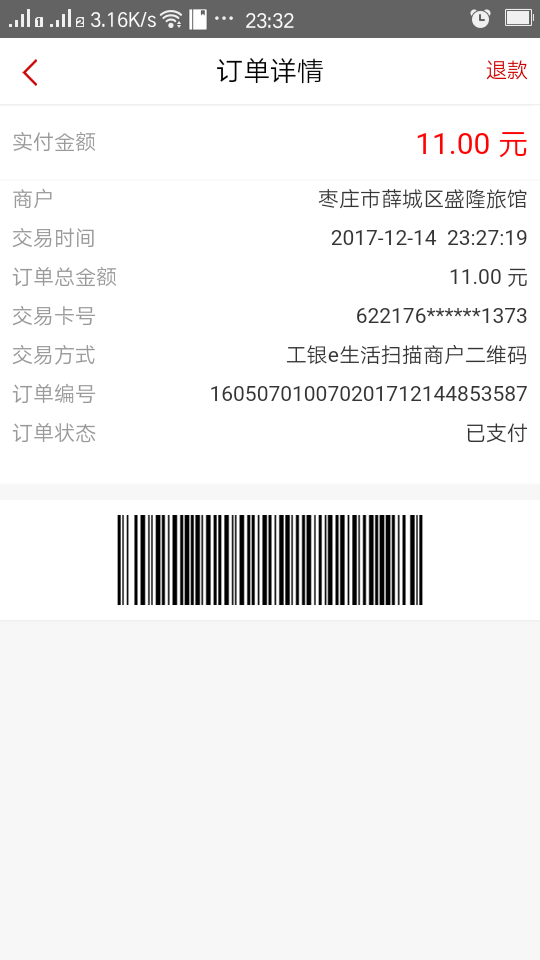 3.16K/s 23:32
订单详情 退款
实付金额 11.00 元
商户 枣庄市薛城区盛隆旅馆
交易时间 2017-12-14 23:27:19
订单总金额 11.00 元
交易卡号 622176******1373
交易方式 工银e生活扫描商户二维码
订单编号 160507010070201712144853587
订单状态 已支付